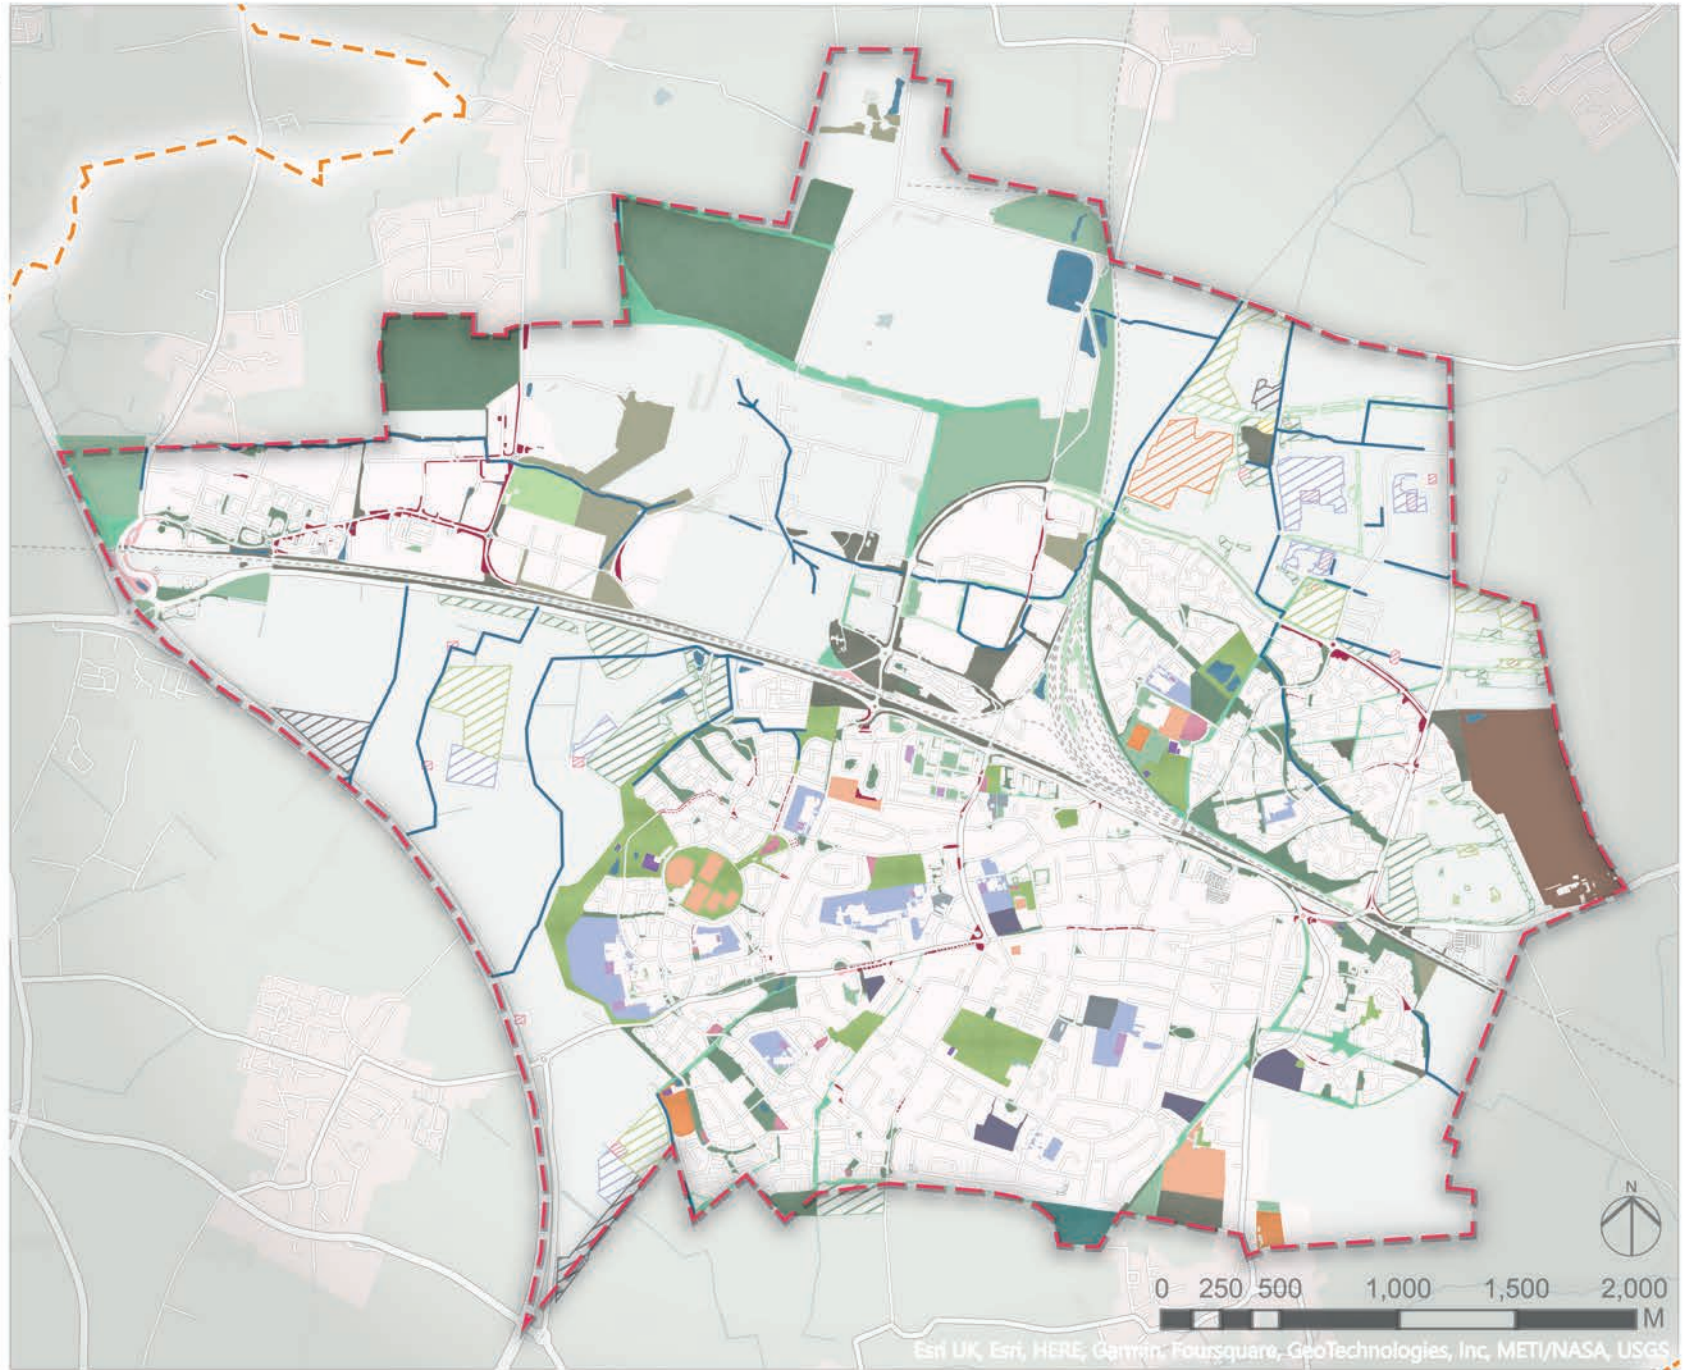 N
0 250 500 1,000 1,500 2,000
M
Esri UK, Esri, HERE, Garmin, Foursquare, GeoTechnologies, Inc, METI/NASA, USGS